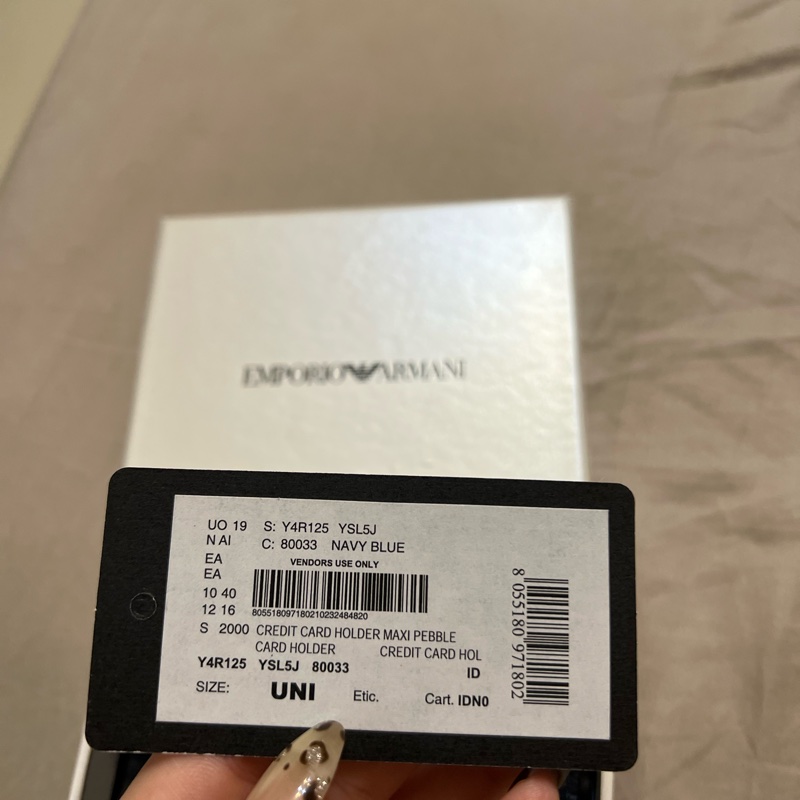 EMPORIO ARMANI
UO 19 S: Y4R125 YSL5J
N AI C: 80033 NAVY BLUE
EA VENDORS USE ONLY
EA
10 40
12 16 805518097180210232484820
S 2000 CREDIT CARD HOLDER MAXI PEBBLE
CARD HOLDER CREDIT CARD HOL
Y4R125 YSL5J 80033 ID
SIZE: UNI Etic. Cart. IDN0
8 051180 971802